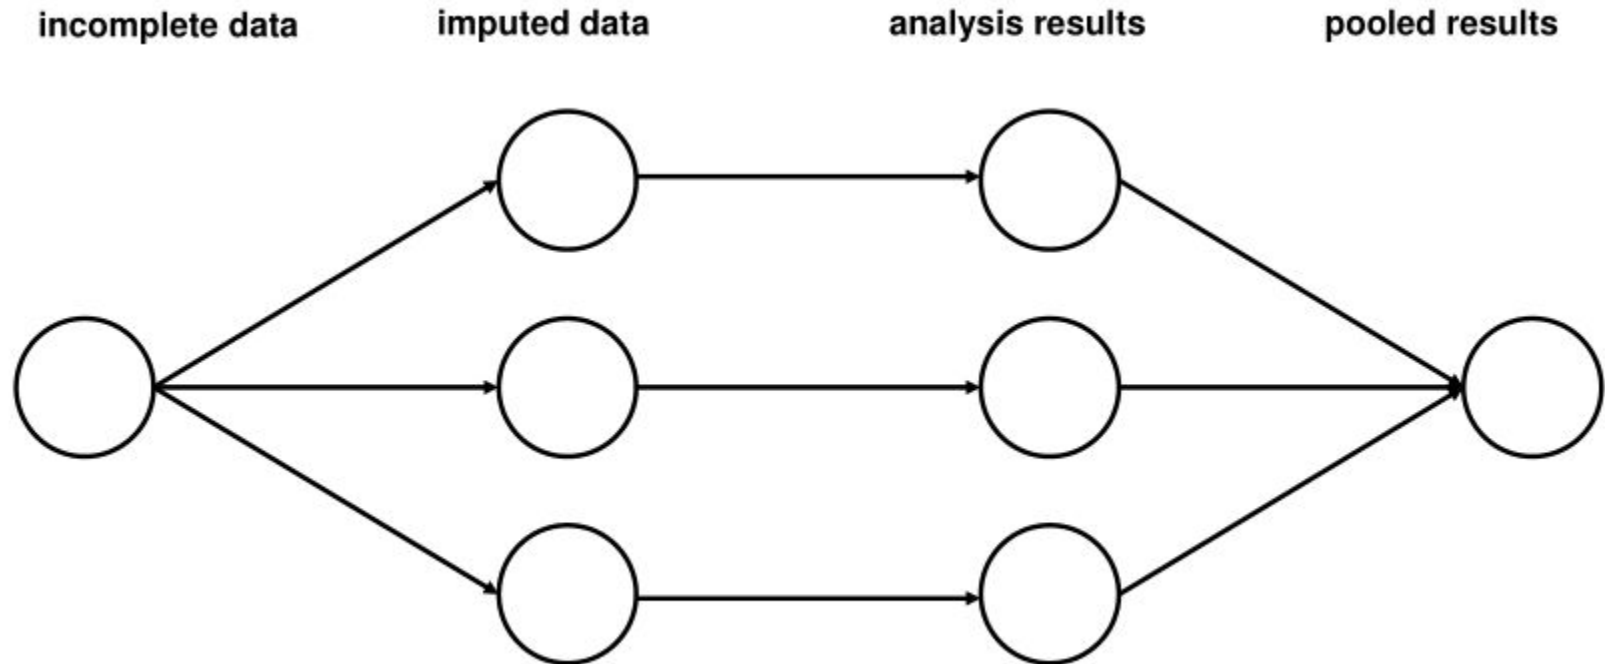 incomplete data imputed data analysis results pooled results